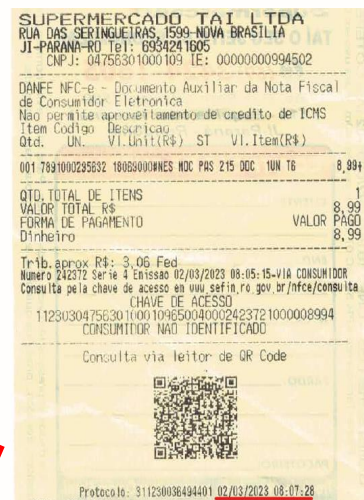 SUPERMERCADO TAI LTDA
RUA DAS SERINGUEIRAS,1599-NOVA BRASILIA
JI-PARANA-RO Tel: 6934241605
CNPJ: 04756301000109 IE: 00000000994502
DANFE NFC-e - Documento Auxiliar da Nota Fiscal
de Consumidor Eletronica
Nao permite aproveitamento de credito de ICMS
Item Codigo Descricao
Qtd. UN. Vl.Unit(R$) ST Vl.Item(R$)
001 7891000295632 18069000#NES MOC PAS 215 DOC 1UN T6 8,99
QTD.TOTAL DE ITENS 1
VALOR TOTAL R$ 8,99
FORMA DE PAGAMENTO VALOR PAGO
Dinheiro 8,99
Trib.aprox R$: 3,06 Fed
Numero 242372 Serie 4 Emissao 02/03/2023 08:05:15-VIA CONSUMIDOR
Consulta pela chave de acesso em www.sefin.ro.gov.br/nfce/consulta
CHAVE DE ACESSO
CONSUMIDOR NAO IDENTIFICADO
Consulta via leitor de QR Code
Protocolo: 311230036494401 02/03/2023 08:07:28